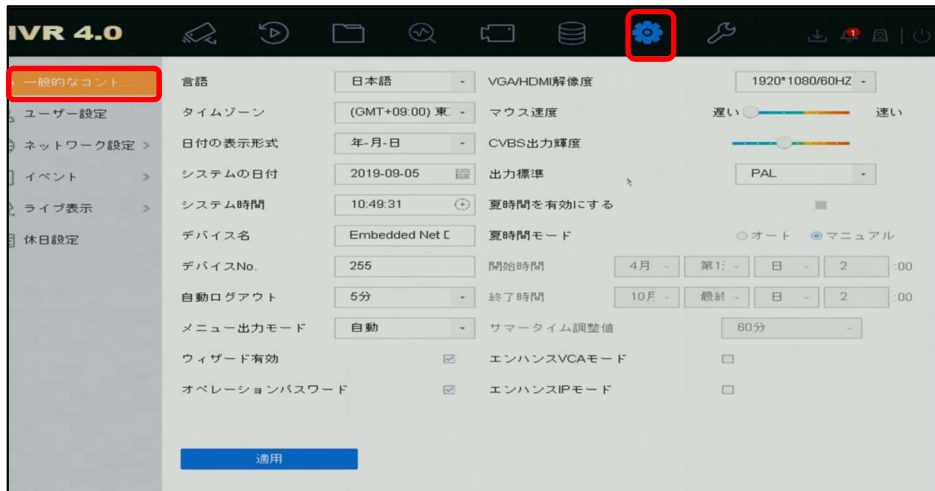 IVR 4.0
一般的なコント...
ユーザー設定
ネットワーク設定 >
イベント >
ライブ表示 >
休日設定
言語 日本語 VGA/HDMI解像度 1920*1080/60HZ
タイムゾーン (GMT+09:00) 東 マウス速度 遅い 速い
日付の表示形式 年-月-日 CVBS出力輝度
システムの日付 2019-09-05 出力標準 PAL
システム時間 10:49:31 夏時間を有効にする
デバイス名 Embedded Net D 夏時間モード オート マニュアル
デバイスNo. 255 開始時間 4月 第1 日 2 :00
自動ログアウト 5分 終了時間 10月 最終 日 2 :00
メニュー出力モード 自動 サマータイム調整値 60分
ウィザード有効 エンハンスVCAモード
オペレーションパスワード エンハンスIPモード
適用